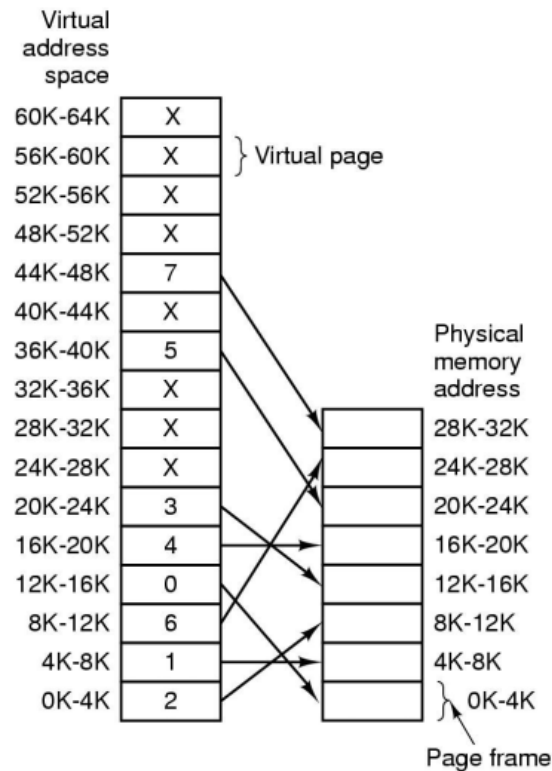 Virtual
address
space
60K-64K X
56K-60K X Virtual page
52K-56K X
48K-52K X
44K-48K 7
40K-44K X
36K-40K 5
32K-36K X
28K-32K X
24K-28K X
20K-24K 3
16K-20K 4
12K-16K 0
8K-12K 6
4K-8K 1
0K-4K 2
Physical
memory
address
28K-32K
24K-28K
20K-24K
16K-20K
12K-16K
8K-12K
4K-8K
0K-4K
Page frame